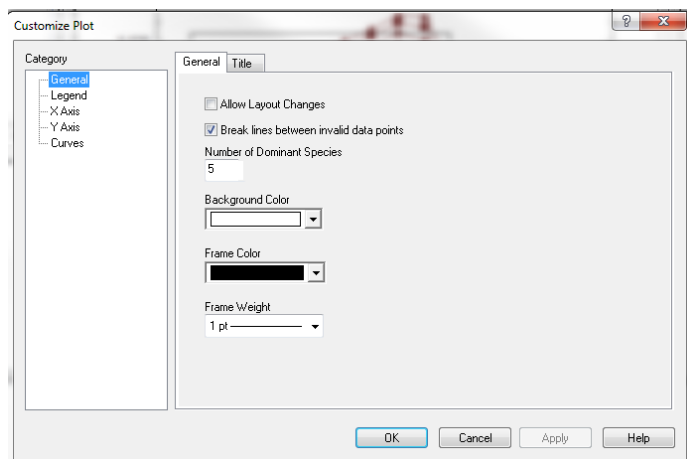 Customize Plot
?
X
Category
General
Legend
X Axis
Y Axis
Curves
General
Title
Allow Layout Changes
Break lines between invalid data points
Number of Dominant Species
5
Background Color
Frame Color
Frame Weight
1 pt
OK
Cancel
Apply
Help